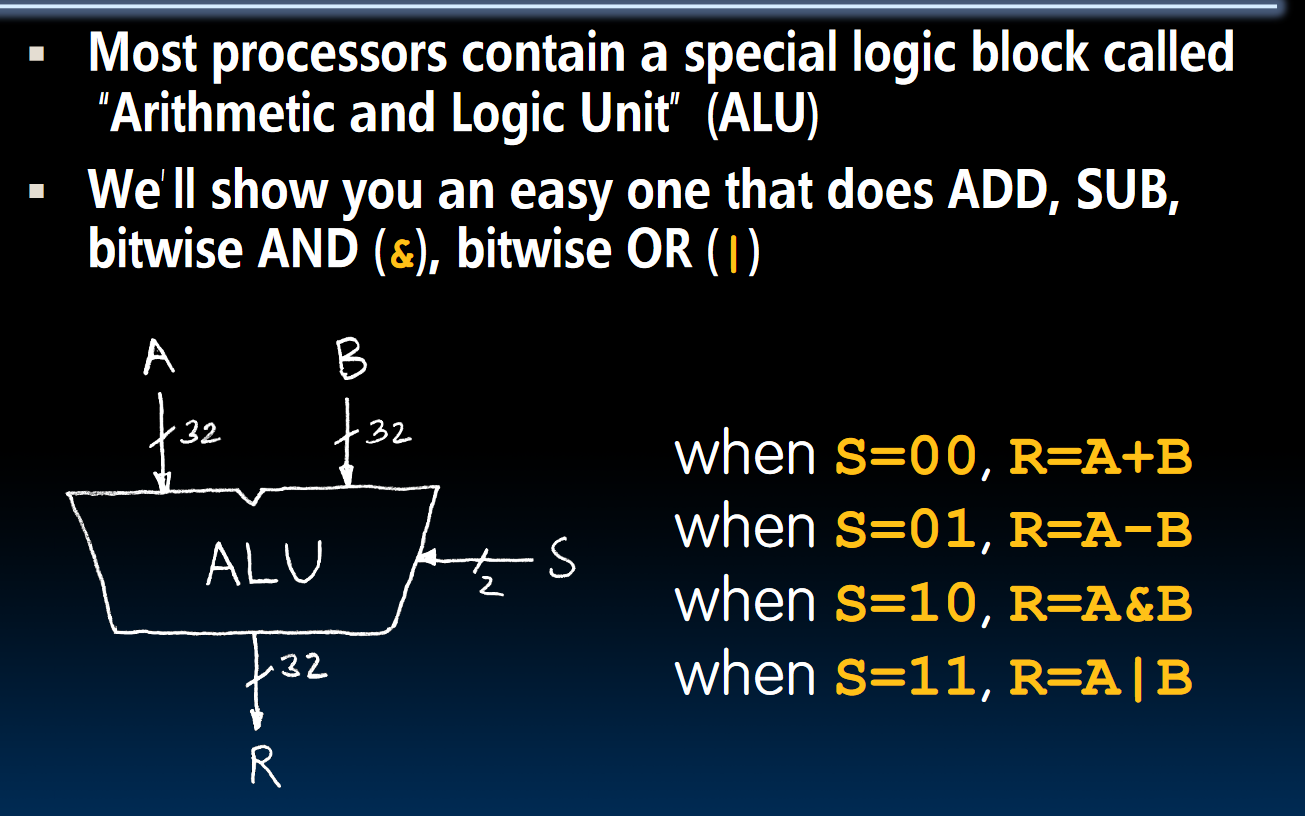 Most processors contain a special logic block called
"Arithmetic and Logic Unit" (ALU)
We'll show you an easy one that does ADD, SUB,
bitwise AND (&), bitwise OR (|)
A
B
32
32
ALU
S
2
32
R
when S=00, R=A+B
when S=01, R=A-B
when S=10, R=A&B
when S=11, R=A|B